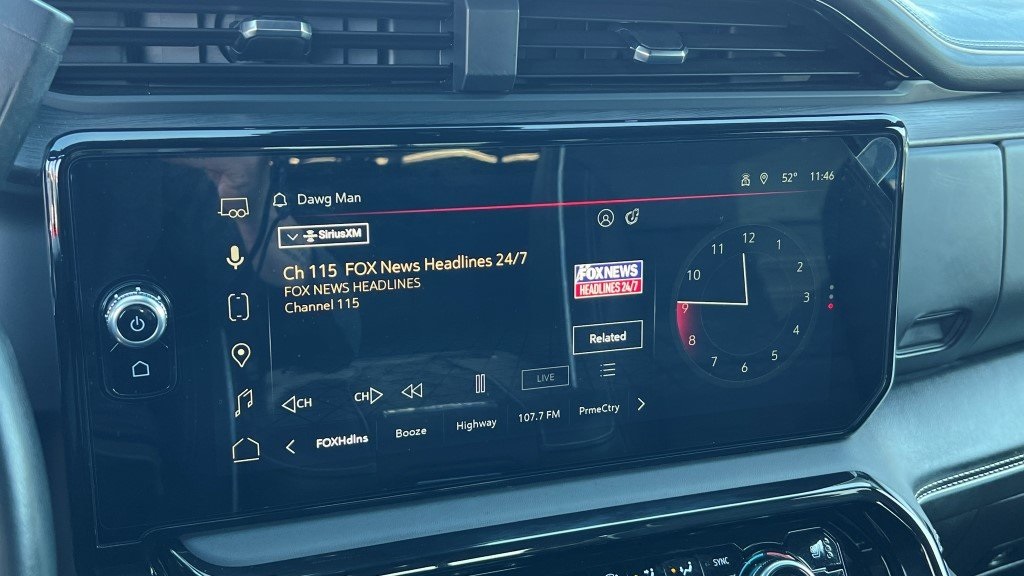 Dawg Man
52° 11:46
SiriusXM
Ch 115 FOX News Headlines 24/7
FOX NEWS HEADLINES
Channel 115
FOX NEWS
HEADLINES 24/7
Related
12
1
2
3
4
5
6
7
8
9
10
11
CH
CH
LIVE
FOXHdlns Booze Highway 107.7 FM PrmeCtry
SYNC